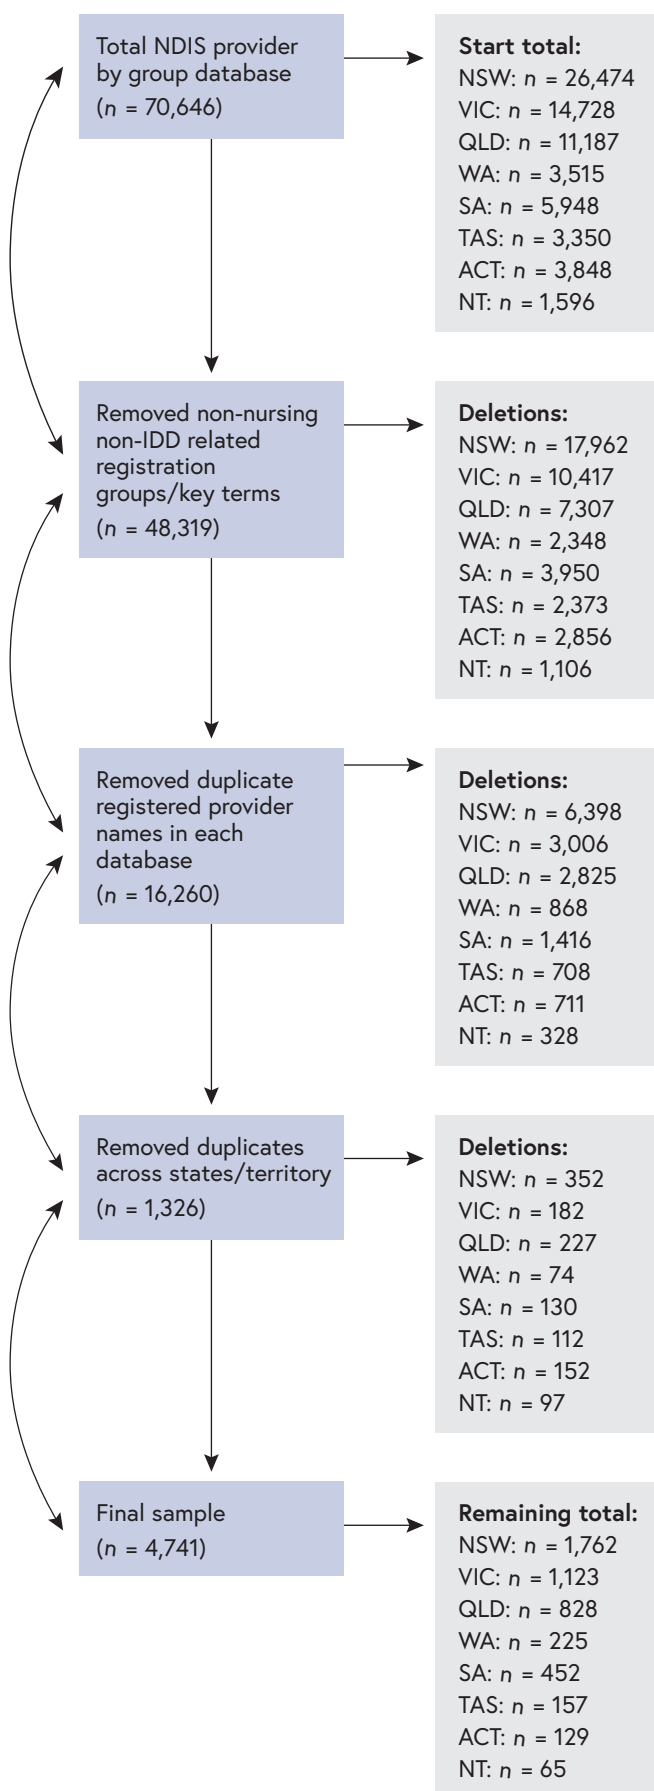 Total NDIS provider
by group database
(n = 70,646)
Start total:
NSW: n = 26,474
VIC: n = 14,728
QLD: n = 11,187
WA: n = 3,515
SA: n = 5,948
TAS: n = 3,350
ACT: n = 3,848
NT: n = 1,596
Removed non-nursing
non-IDD related
registration
groups/key terms
(n = 48,319)
Deletions:
NSW: n = 17,962
VIC: n = 10,417
QLD: n = 7,307
WA: n = 2,348
SA: n = 3,950
TAS: n = 2,373
ACT: n = 2,856
NT: n = 1,106
Removed duplicate
registered provider
names in each
database
(n = 16,260)
Deletions:
NSW: n = 6,398
VIC: n = 3,006
QLD: n = 2,825
WA: n = 868
SA: n = 1,416
TAS: n = 708
ACT: n = 711
NT: n = 328
Removed duplicates
across states/territory
(n = 1,326)
Deletions:
NSW: n = 352
VIC: n = 182
QLD: n = 227
WA: n = 74
SA: n = 130
TAS: n = 112
ACT: n = 152
NT: n = 97
Final sample
(n = 4,741)
Remaining total:
NSW: n = 1,762
VIC: n = 1,123
QLD: n = 828
WA: n = 225
SA: n = 452
TAS: n = 157
ACT: n = 129
NT: n = 65